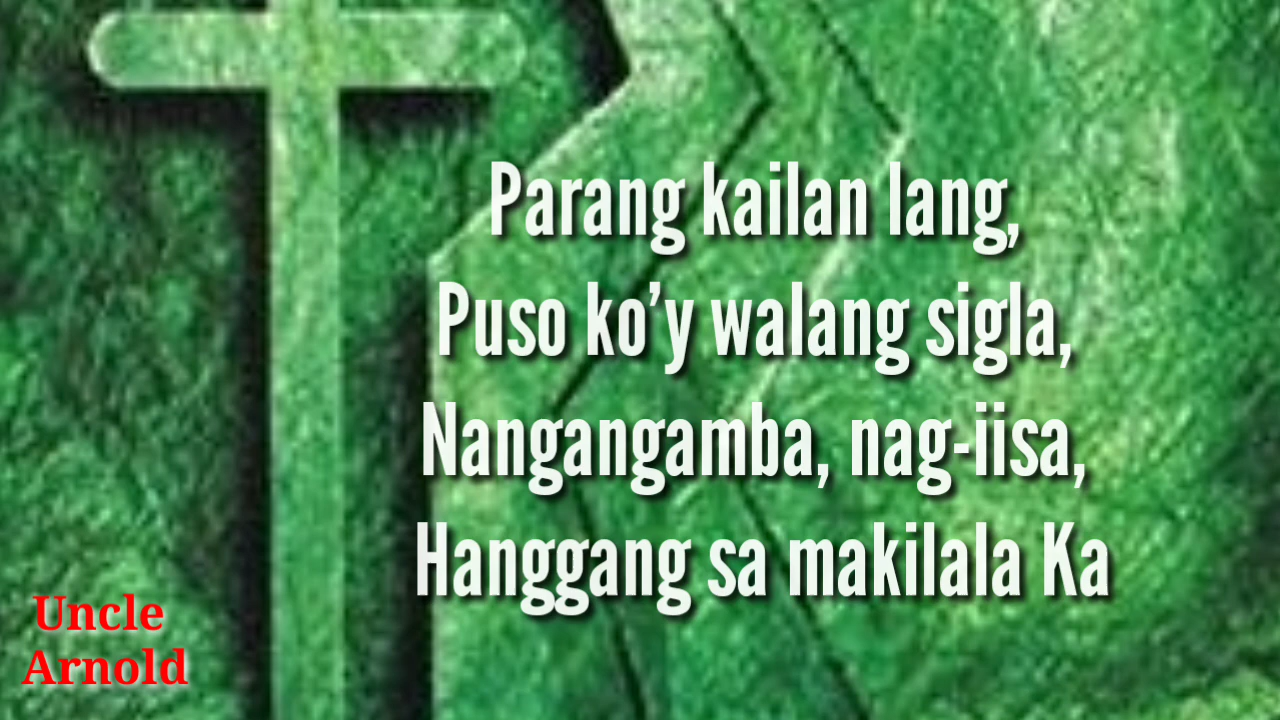 Parang kailan lang,
Puso ko’y walang sigla,
Nangangamba, nag-iisa,
Hanggang sa makilala Ka
Uncle
Arnold